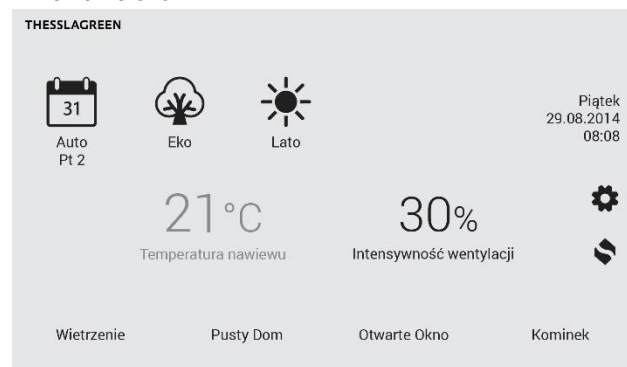 THESSLAGREEN
31
Auto
Pt 2
Eko
Lato
Piątek
29.08.2014
08:08
21°C
Temperatura nawiewu
30%
Intensywność wentylacji
Wietrzenie
Pusty Dom
Otwarte Okno
Kominek